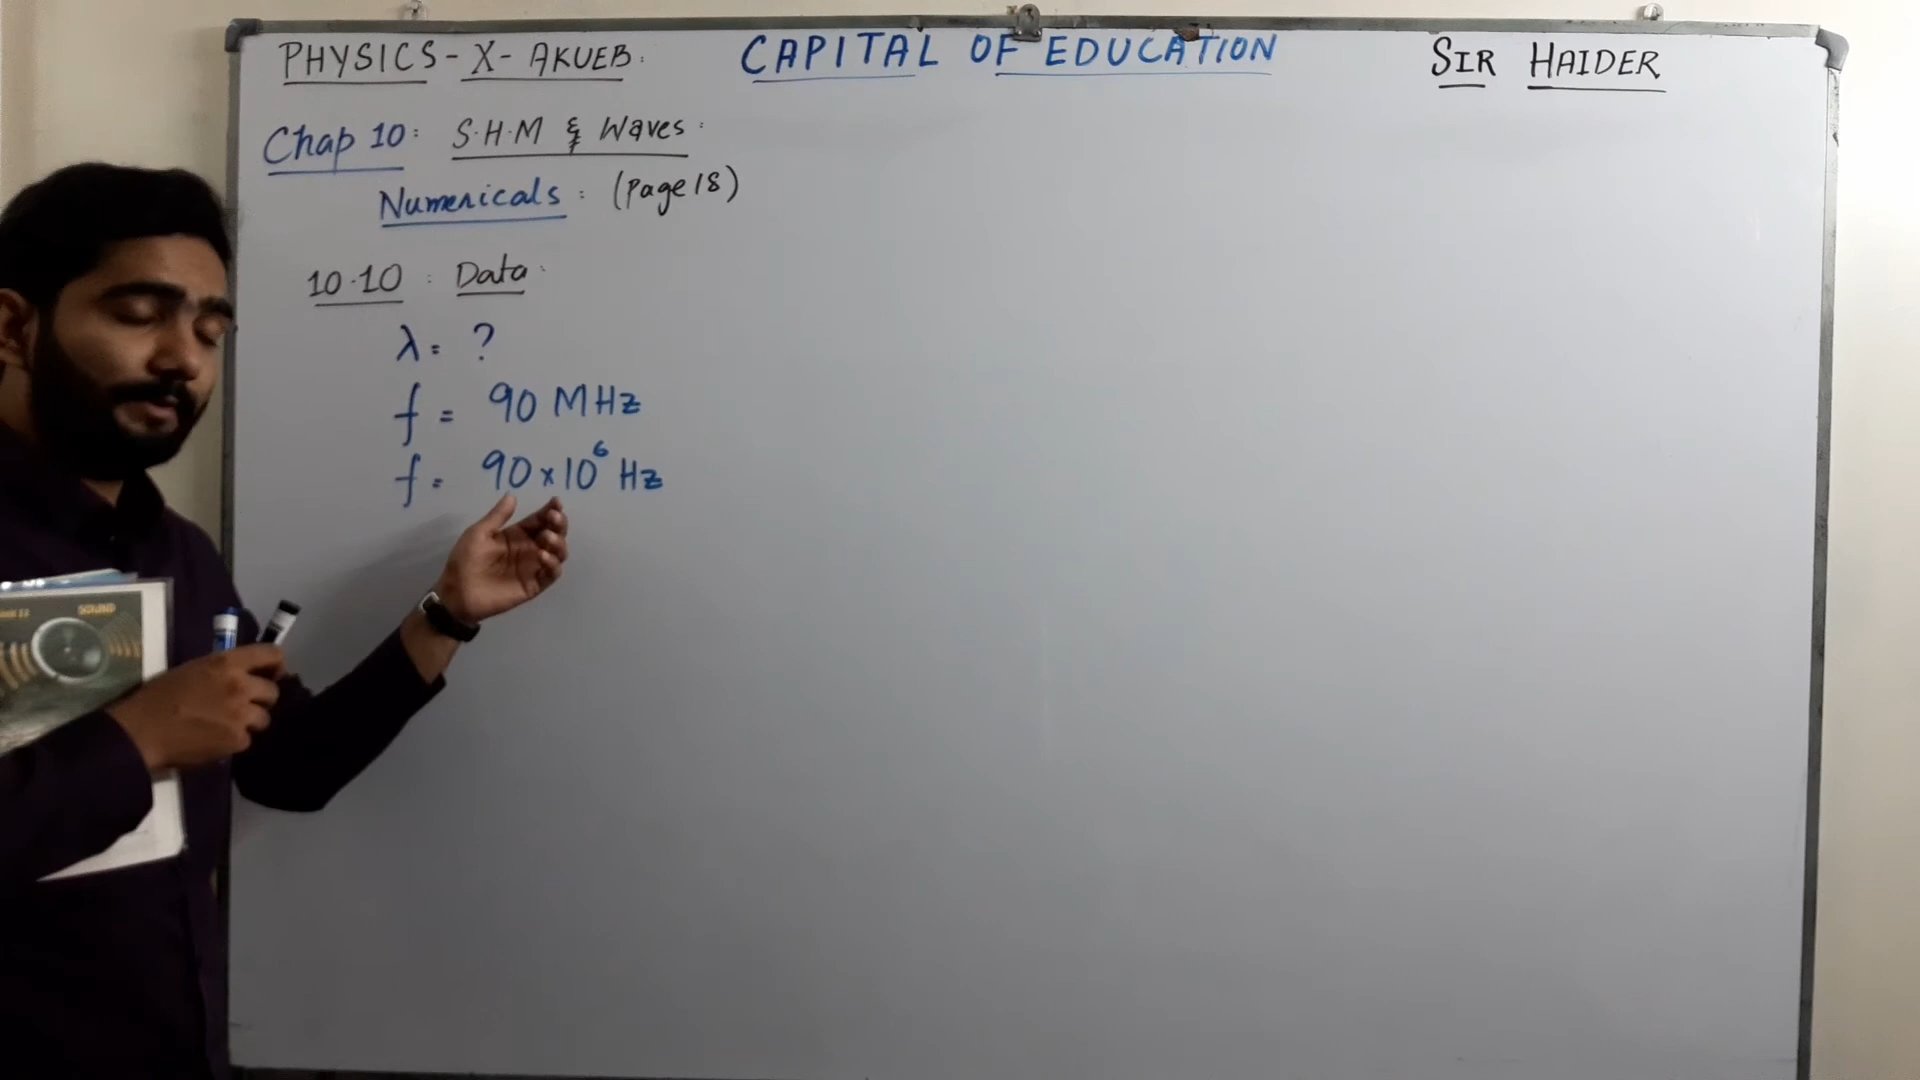 PHYSICS - X - AKUEB.
CAPITAL OF EDUCATION
SIR HAIDER
Chap 10: S.H.M & Waves:
Numericals: (Page 18)
10.10: Data:
λ = ?
f = 90 MHz
f = 90 × 10⁶ Hz
SOUND